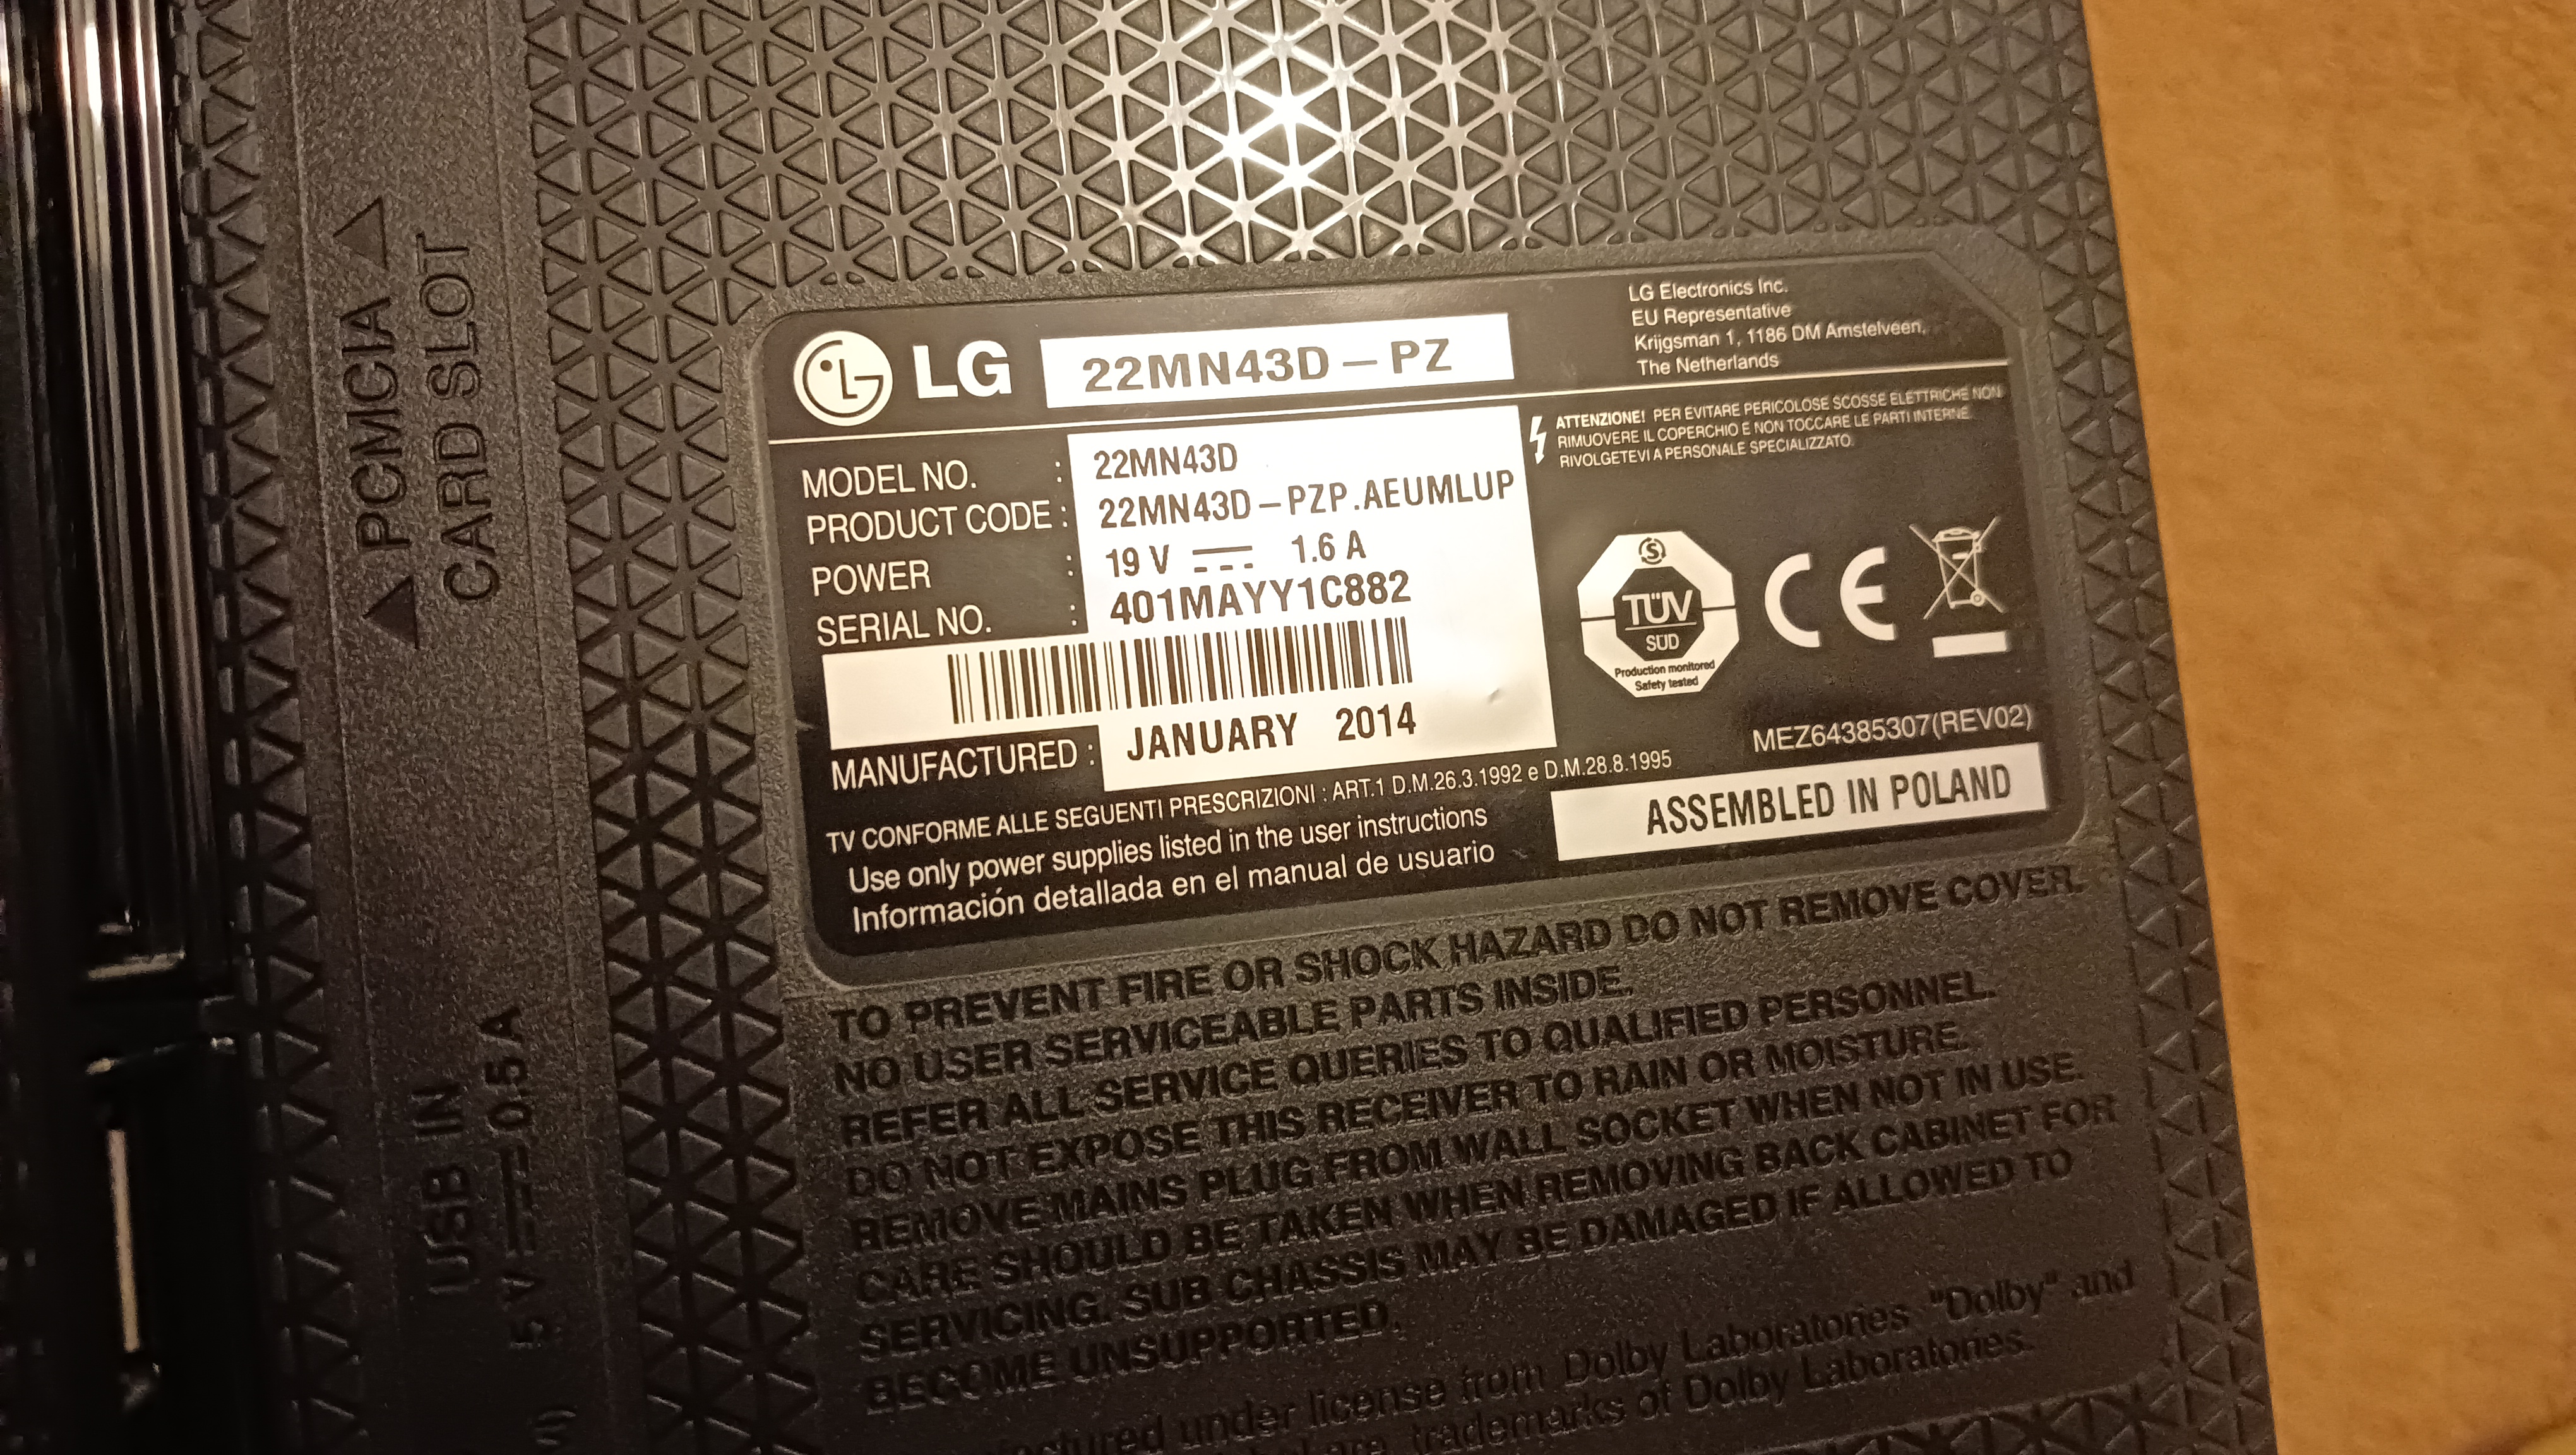 PCMCIA
CARD SLOT
USB IN
5 V ⎓ 0.5 A
LG 22MN43D-PZ
LG Electronics Inc.
EU Representative
Krijgsman 1, 1186 DM Amstelveen,
The Netherlands
MODEL NO. : 22MN43D
PRODUCT CODE : 22MN43D-PZP.AEUMLUP
POWER : 19 V ⎓ 1.6 A
SERIAL NO. : 401MAYY1C882
MANUFACTURED : JANUARY 2014
ATTENZIONE! PER EVITARE PERICOLOSE SCOSSE ELETTRICHE NON
RIMUOVERE IL COPERCHIO E NON TOCCARE LE PARTI INTERNE.
RIVOLGETEVI A PERSONALE SPECIALIZZATO.
S
TÜV
SÜD
Production monitored
Safety tested
CE
MEZ64385307(REV02)
TV CONFORME ALLE SEGUENTI PRESCRIZIONI : ART.1 D.M.26.3.1992 e D.M.28.8.1995
Use only power supplies listed in the user instructions
Información detallada en el manual de usuario
ASSEMBLED IN POLAND
TO PREVENT FIRE OR SHOCK HAZARD DO NOT REMOVE COVER.
NO USER SERVICEABLE PARTS INSIDE.
REFER ALL SERVICE QUERIES TO QUALIFIED PERSONNEL.
DO NOT EXPOSE THIS RECEIVER TO RAIN OR MOISTURE.
REMOVE MAINS PLUG FROM WALL SOCKET WHEN NOT IN USE.
CARE SHOULD BE TAKEN WHEN REMOVING BACK CABINET FOR
SERVICING. SUB CHASSIS MAY BE DAMAGED IF ALLOWED TO
BECOME UNSUPPORTED.
under license from Dolby Laboratories "Dolby" and
are trademarks of Dolby Laboratories.